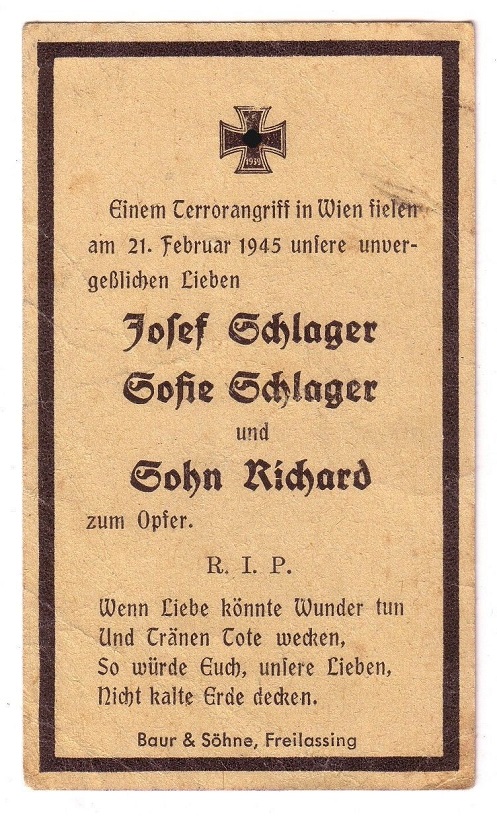 1939
Einem Terrorangriff in Wien fielen
am 21. Februar 1945 unsere unver-
geßlichen Lieben
Josef Schlager
Sofie Schlager
und
Sohn Richard
zum Opfer.
R. I. P.
Wenn Liebe könnte Wunder tun
Und Tränen Tote wecken,
So würde Euch, unsere Lieben,
Nicht kalte Erde decken.
Baur & Söhne, Freilassing